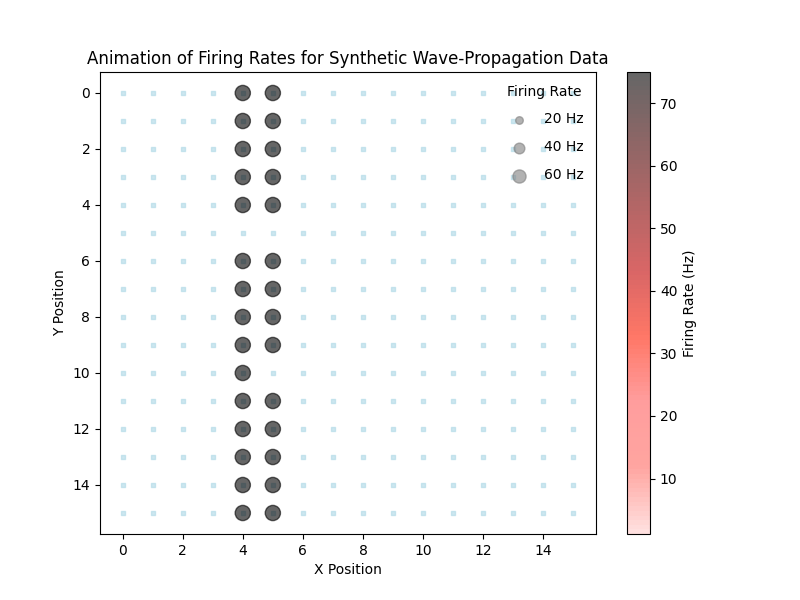 Animation of Firing Rates for Synthetic Wave-Propagation Data
Firing Rate
20 Hz
40 Hz
60 Hz
0
2
4
6
8
10
12
14
Y Position
0 2 4 6 8 10 12 14
X Position
70
60
50
40
30
20
10
Firing Rate (Hz)